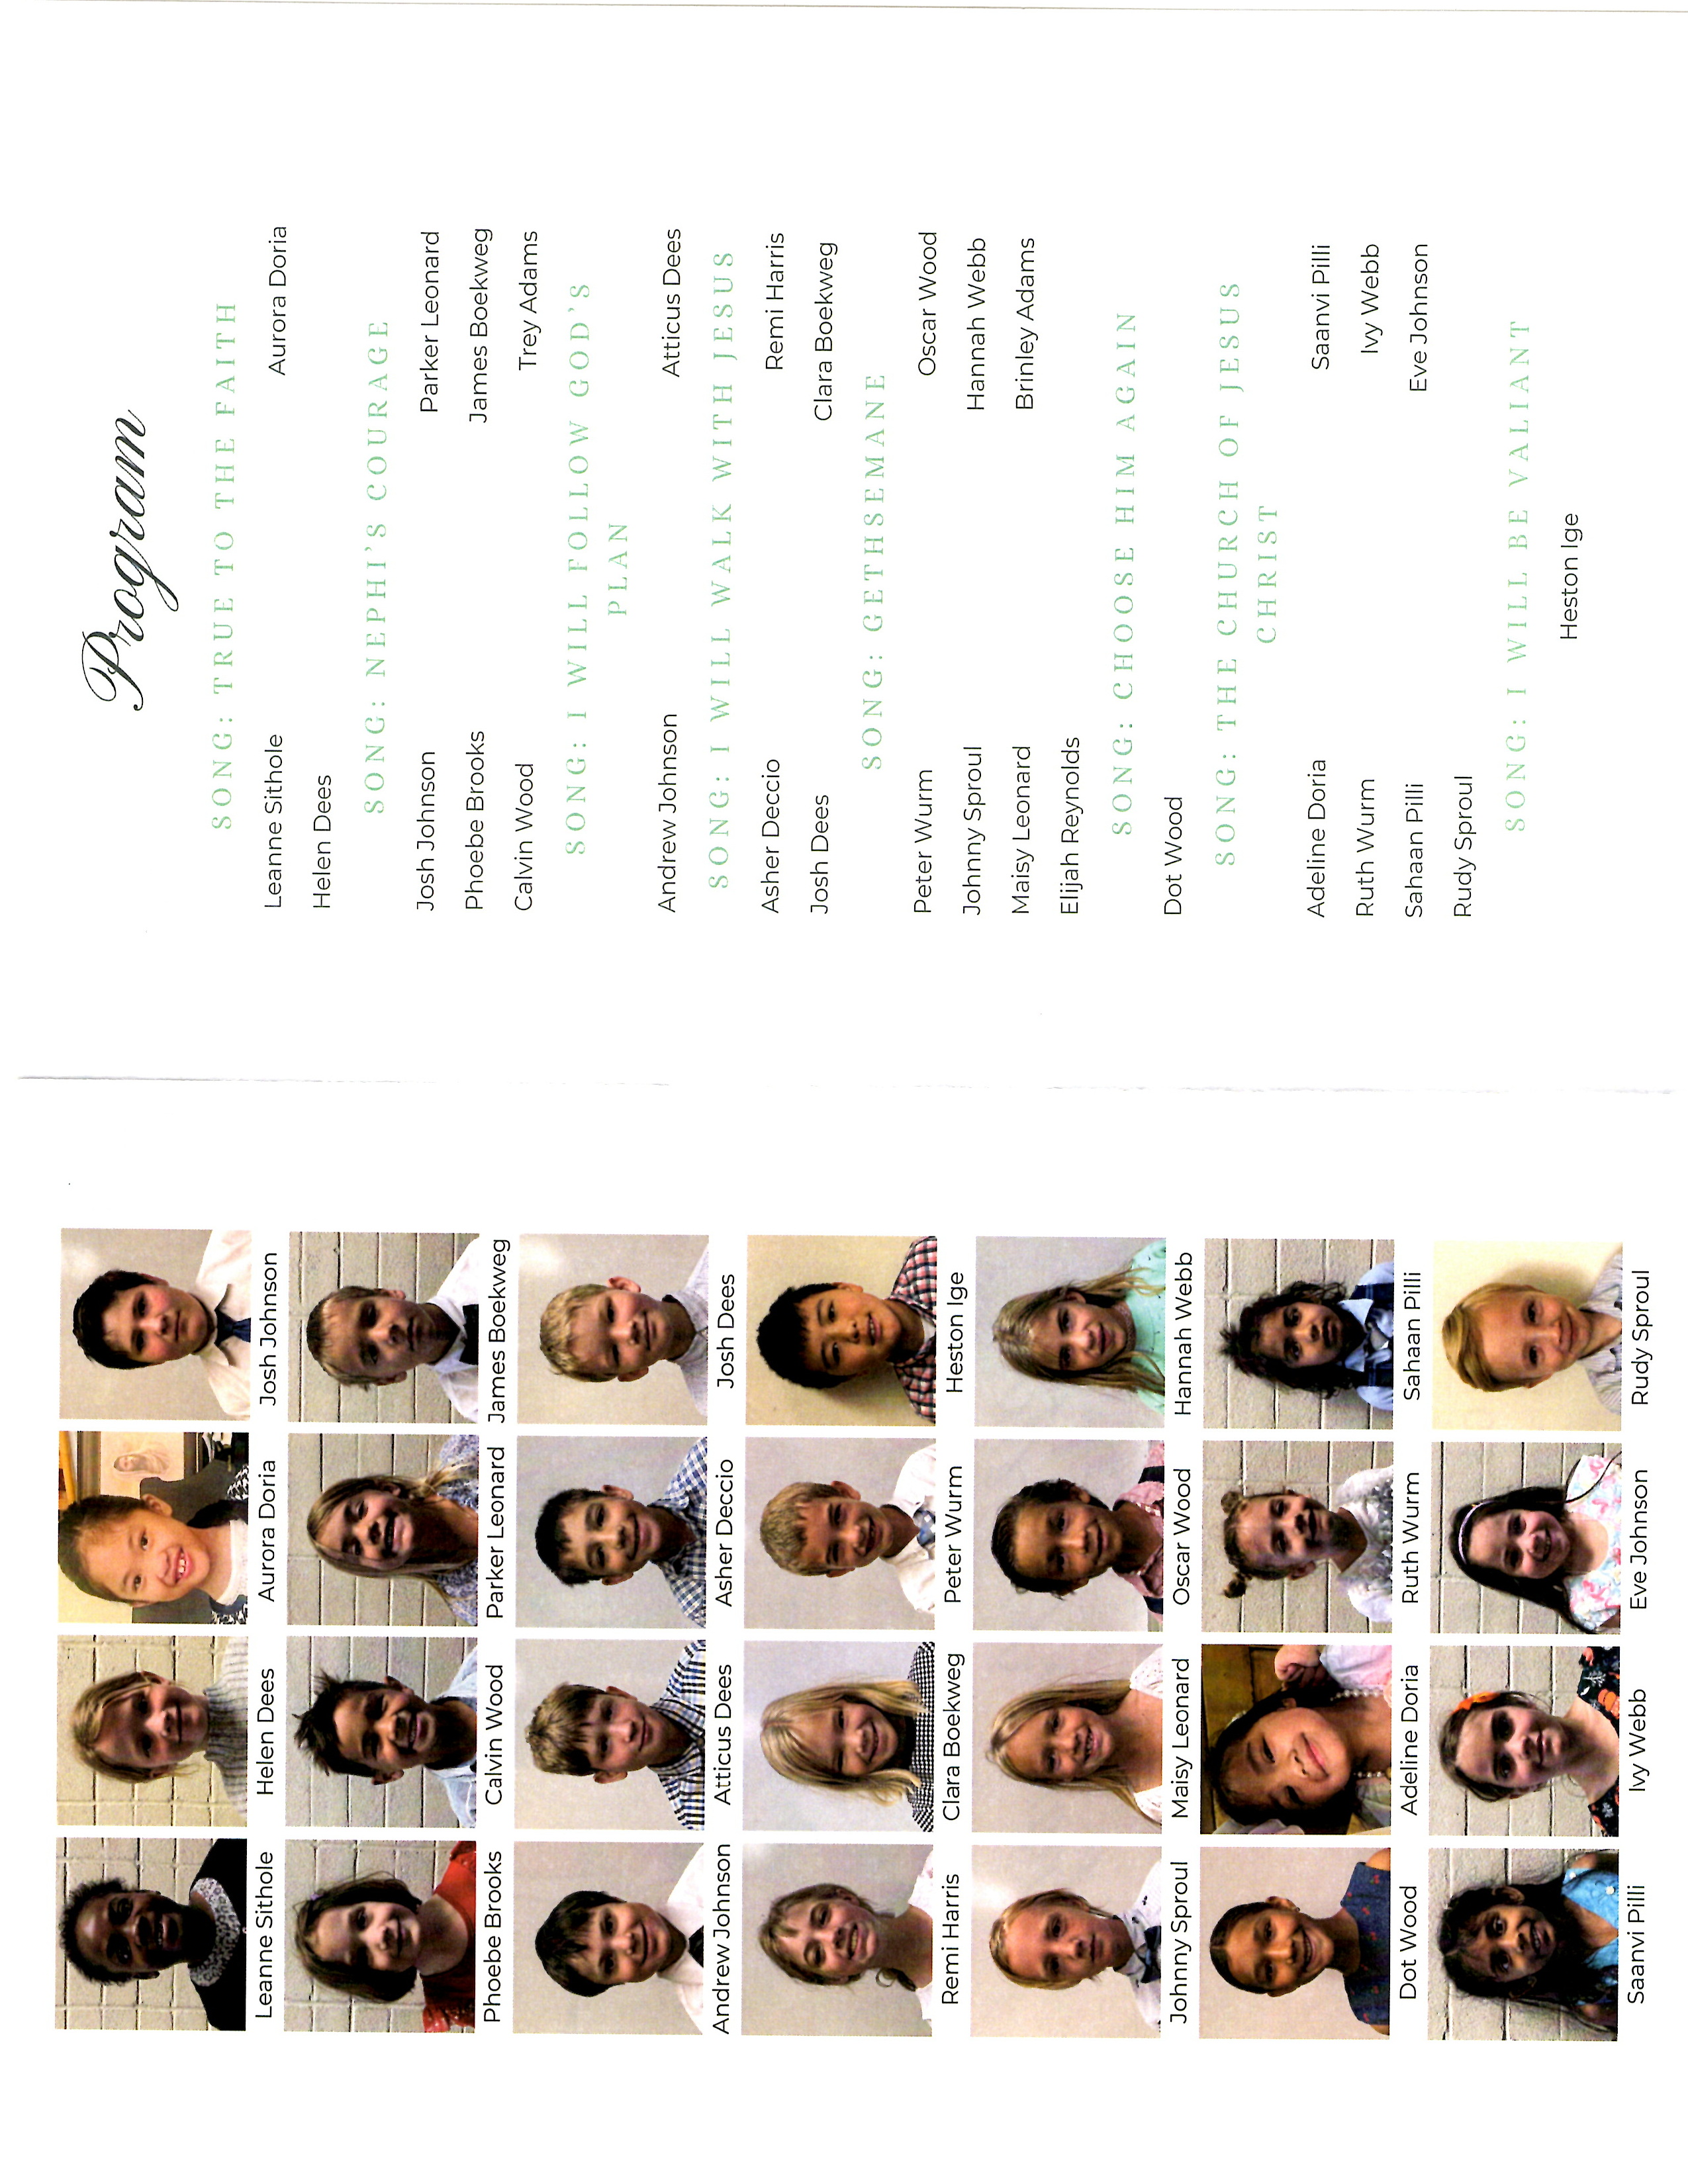 Leanne Sithole Helen Dees Aurora Doria Josh Johnson
Phoebe Brooks Calvin Wood Parker Leonard James Boekweg
Andrew Johnson Atticus Dees Asher Deccio Josh Dees
Remi Harris Clara Boekweg Peter Wurm Heston Ige
Johnny Sproul Maisy Leonard Oscar Wood Hannah Webb
Dot Wood Adeline Doria Ruth Wurm Sahaan Pilli
Saanvi Pilli Ivy Webb Eve Johnson Rudy Sproul
Program
SONG: TRUE TO THE FAITH
Leanne Sithole Aurora Doria
Helen Dees
SONG: NEPHI'S COURAGE
Josh Johnson Parker Leonard
Phoebe Brooks James Boekweg
Calvin Wood Trey Adams
SONG: I WILL FOLLOW GOD'S
PLAN
Andrew Johnson Atticus Dees
SONG: I WILL WALK WITH JESUS
Asher Deccio Remi Harris
Josh Dees Clara Boekweg
SONG: GETHSEMANE
Peter Wurm Oscar Wood
Johnny Sproul Hannah Webb
Maisy Leonard Brinley Adams
Elijah Reynolds
SONG: CHOOSE HIM AGAIN
Dot Wood
SONG: THE CHURCH OF JESUS
CHRIST
Adeline Doria Saanvi Pilli
Ruth Wurm Ivy Webb
Sahaan Pilli Eve Johnson
Rudy Sproul
SONG: I WILL BE VALIANT
Heston Ige